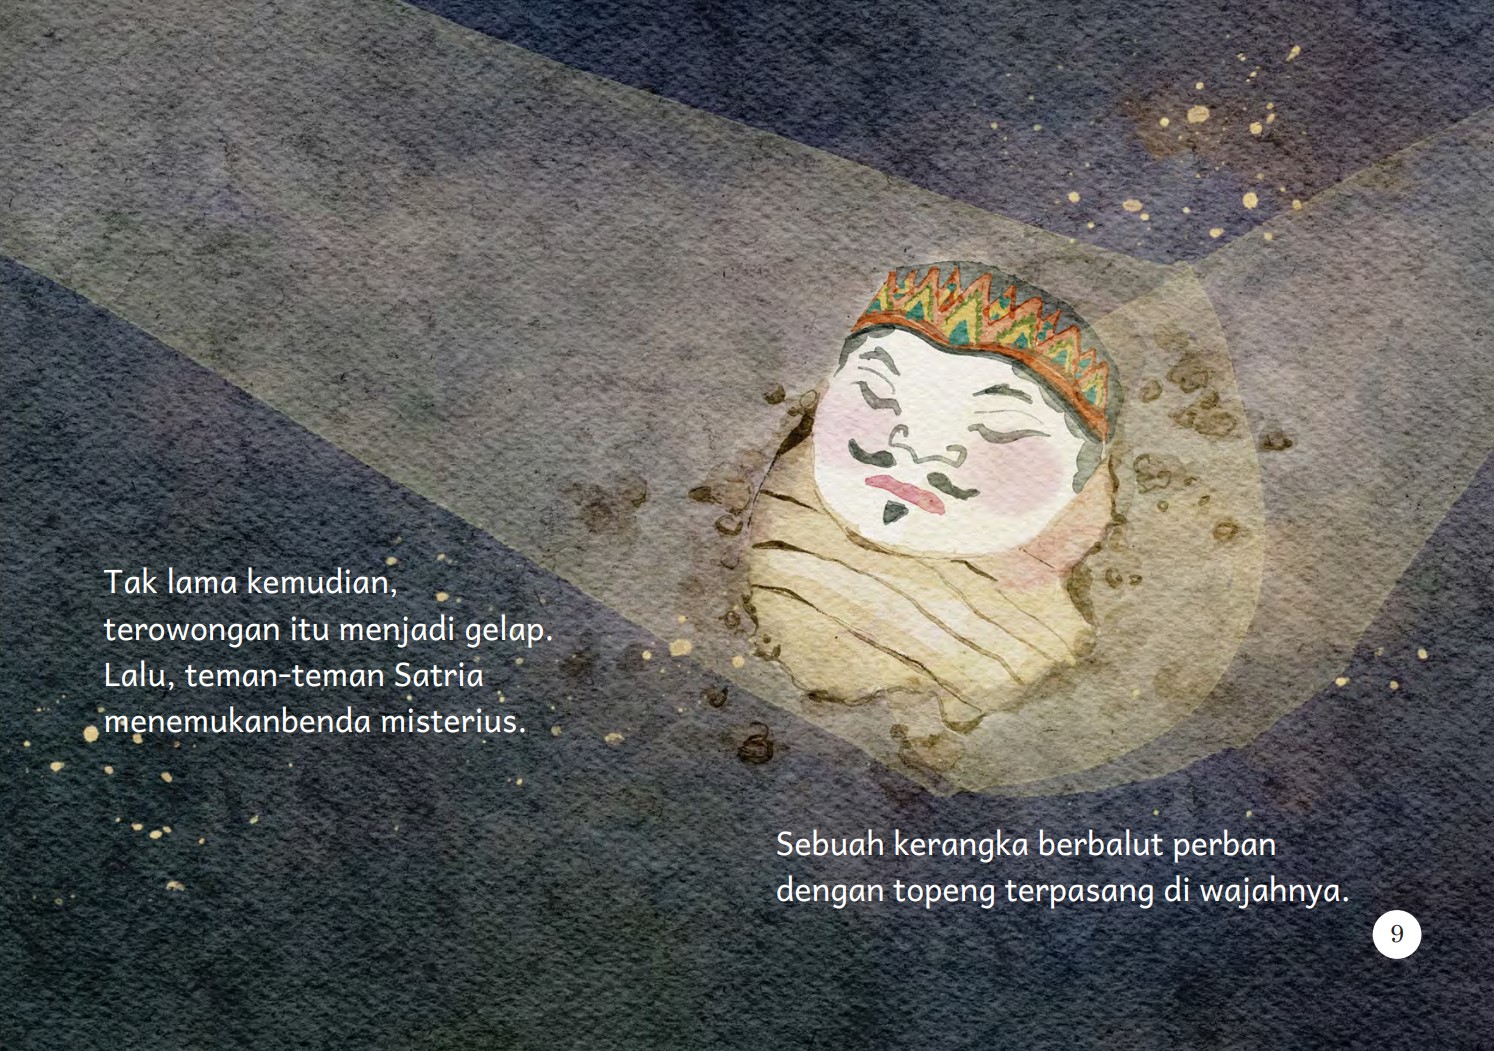 Tak lama kemudian,
terowongan itu menjadi gelap.
Lalu, teman-teman Satria
menemukanbenda misterius.
Sebuah kerangka berbalut perban
dengan topeng terpasang di wajahnya.
9